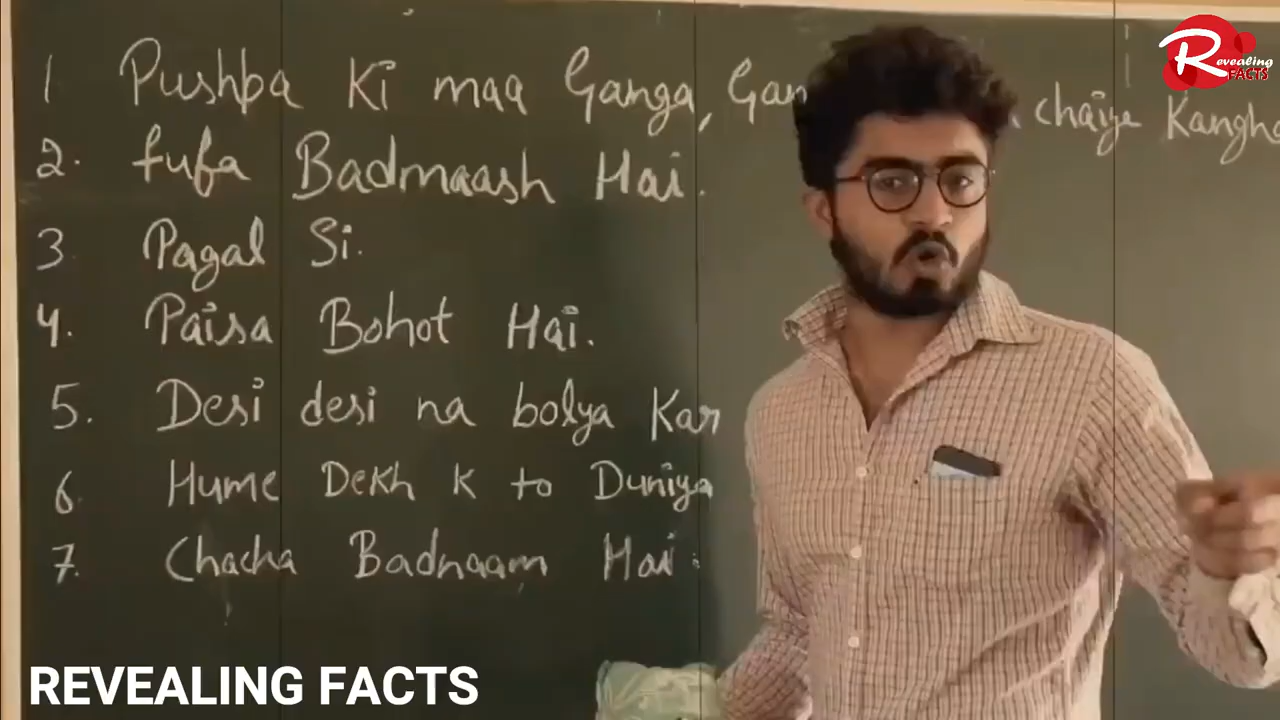 1 Pushpa Ki maa Ganga, Gan chaiye Kangha
2. fufa Badmaash Hai.
3 Pagal Si.
4. Paisa Bohot Hai.
5. Desi desi na bolya Kar
6 Hume Dekh K to Duniya
7. Chacha Badnaam Hai.
REVEALING FACTS
Revealing
FACTS